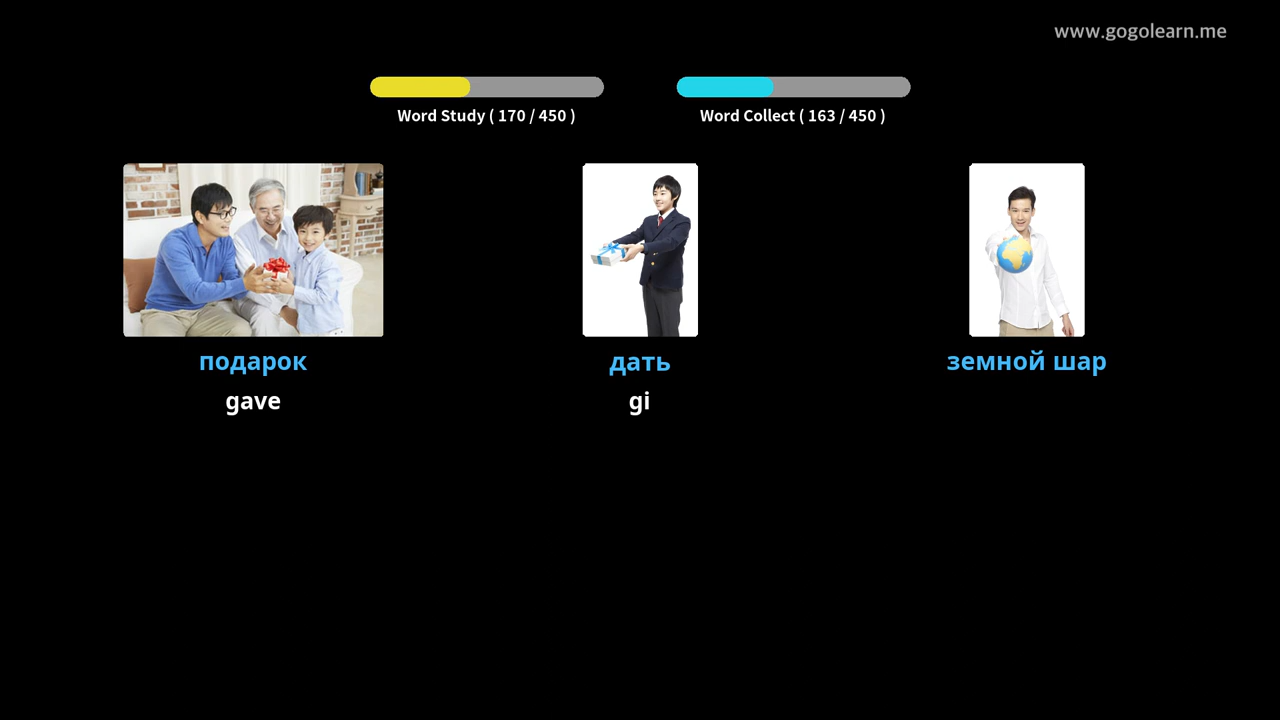 www.gogolearn.me
Word Study ( 170 / 450 )
Word Collect ( 163 / 450 )
подарок
дать
земной шар
gave
gi